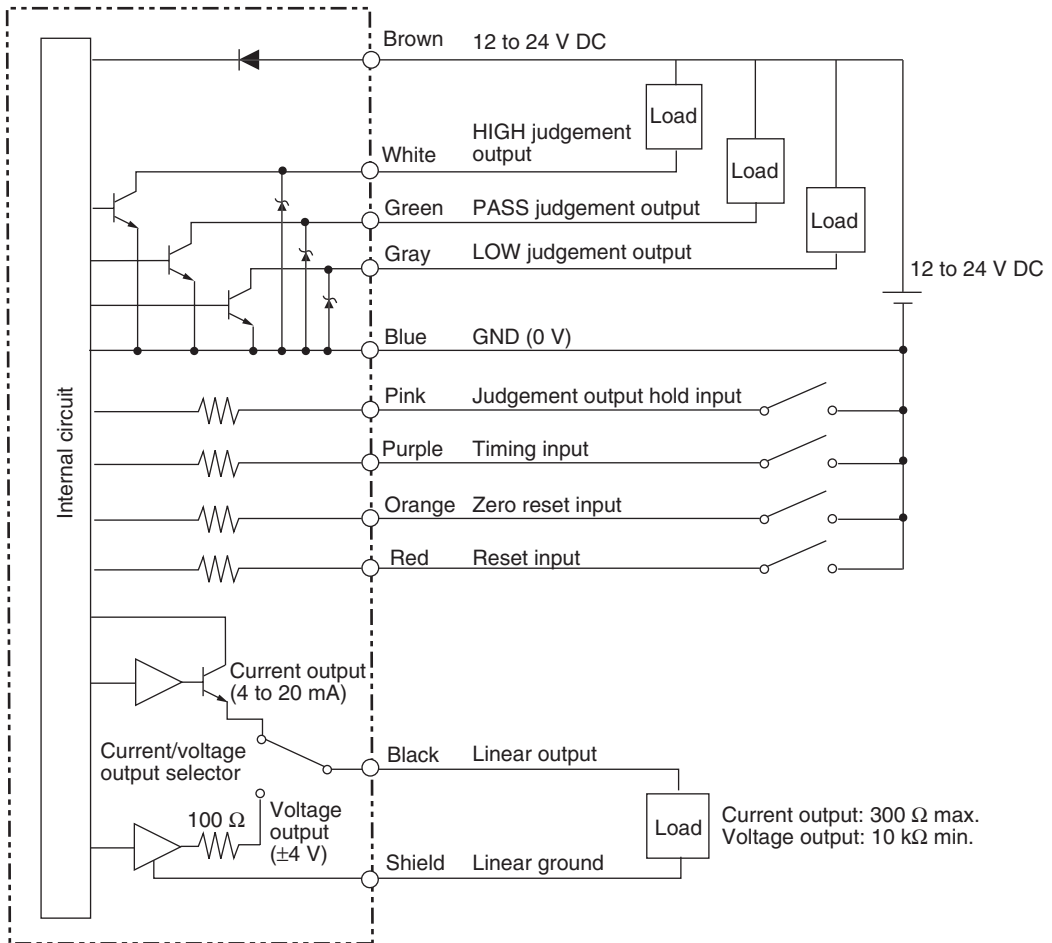 Brown 12 to 24 V DC
Load
HIGH judgement
output
White
Load
Green PASS judgement output
Load
Gray LOW judgement output
12 to 24 V DC
Blue GND (0 V)
Internal circuit
Pink Judgement output hold input
Purple Timing input
Orange Zero reset input
Red Reset input
Current output
(4 to 20 mA)
Current/voltage
output selector
Black Linear output
100 Ω
Voltage
output
(±4 V)
Load
Current output: 300 Ω max.
Voltage output: 10 kΩ min.
Shield Linear ground